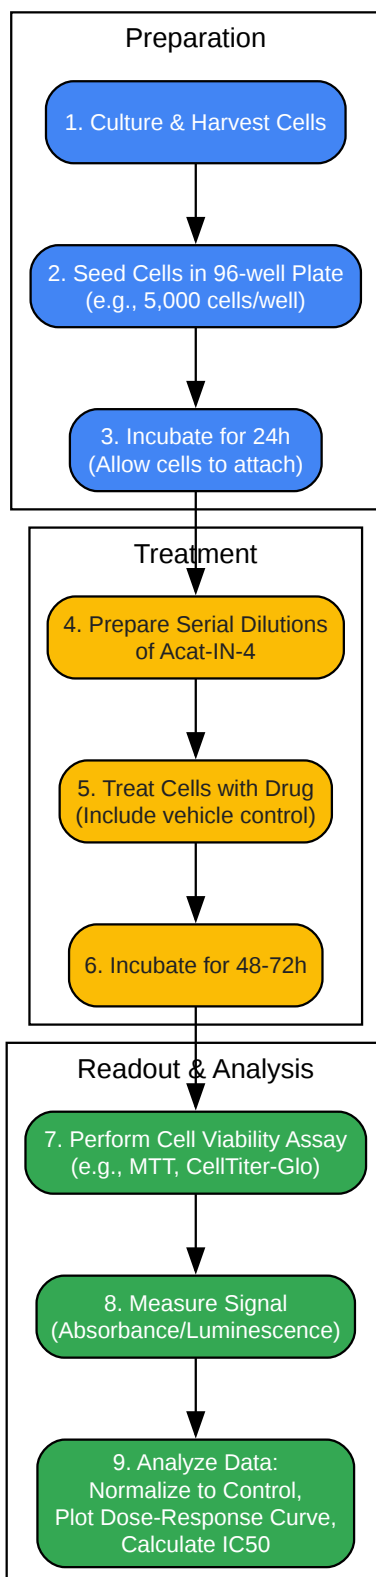 Preparation
1. Culture & Harvest Cells
2. Seed Cells in 96-well Plate
(e.g., 5,000 cells/well)
3. Incubate for 24h
(Allow cells to attach)
Treatment
4. Prepare Serial Dilutions
of Acat-IN-4
5. Treat Cells with Drug
(Include vehicle control)
6. Incubate for 48-72h
Readout & Analysis
7. Perform Cell Viability Assay
(e.g., MTT, CellTiter-Glo)
8. Measure Signal
(Absorbance/Luminescence)
9. Analyze Data:
Normalize to Control,
Plot Dose-Response Curve,
Calculate IC50